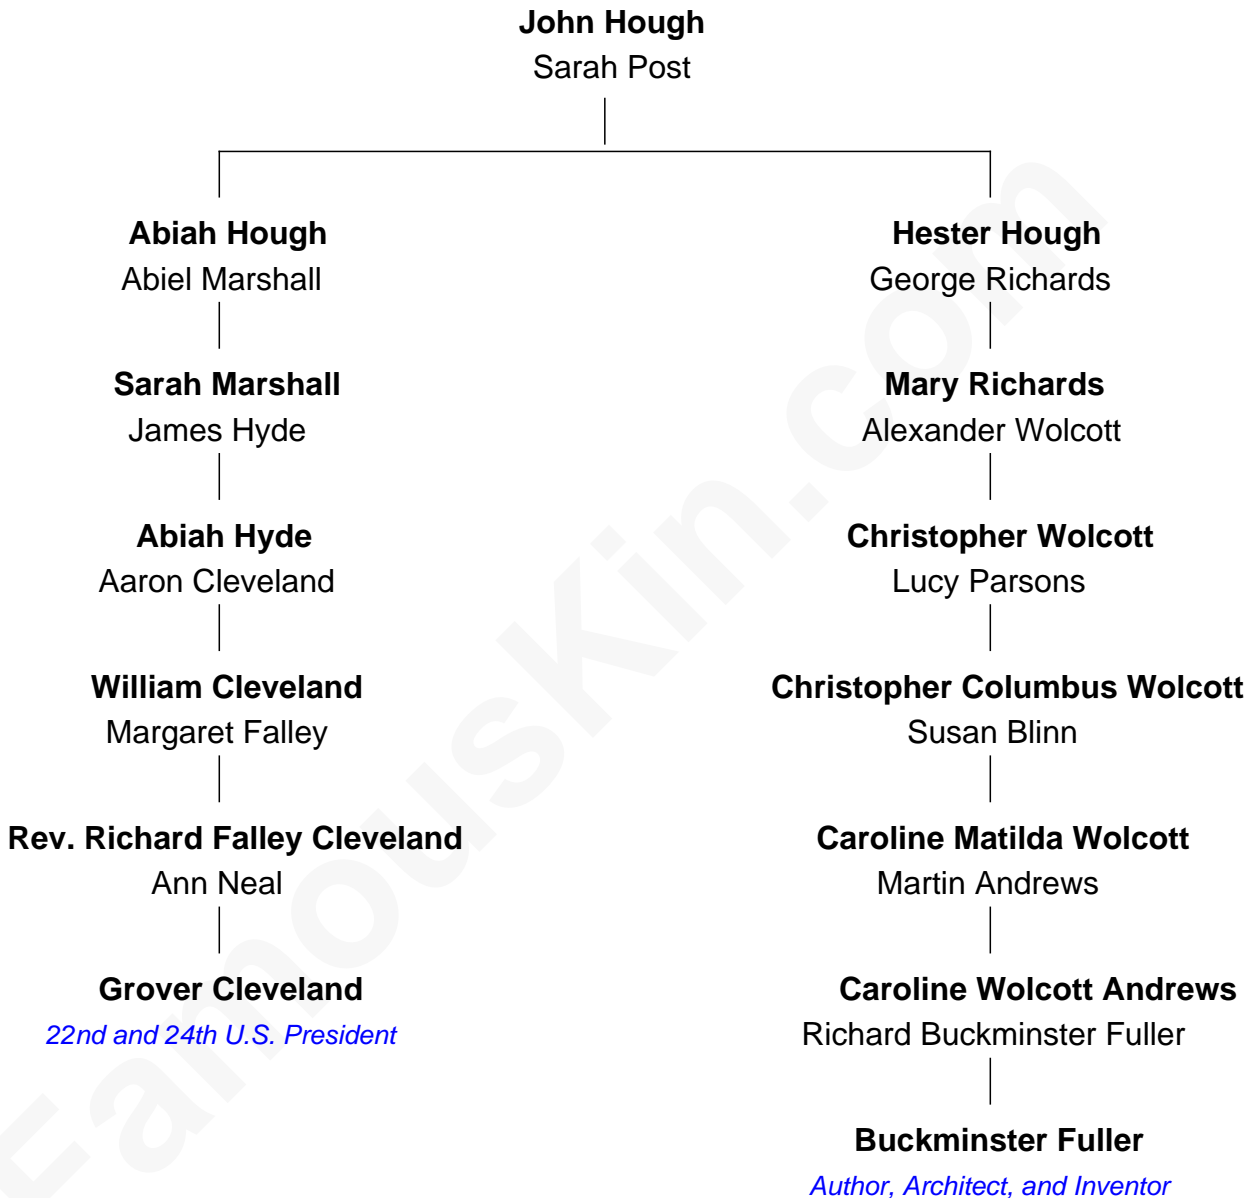 John Hough
Sarah Post
Abiah Hough
Abiel Marshall
Hester Hough
George Richards
Sarah Marshall
James Hyde
Mary Richards
Alexander Wolcott
Abiah Hyde
Aaron Cleveland
Christopher Wolcott
Lucy Parsons
William Cleveland
Margaret Falley
Christopher Columbus Wolcott
Susan Blinn
Rev. Richard Falley Cleveland
Ann Neal
Caroline Matilda Wolcott
Martin Andrews
Grover Cleveland
22nd and 24th U.S. President
Caroline Wolcott Andrews
Richard Buckminster Fuller
Buckminster Fuller
Author, Architect, and Inventor
FamousKin.com